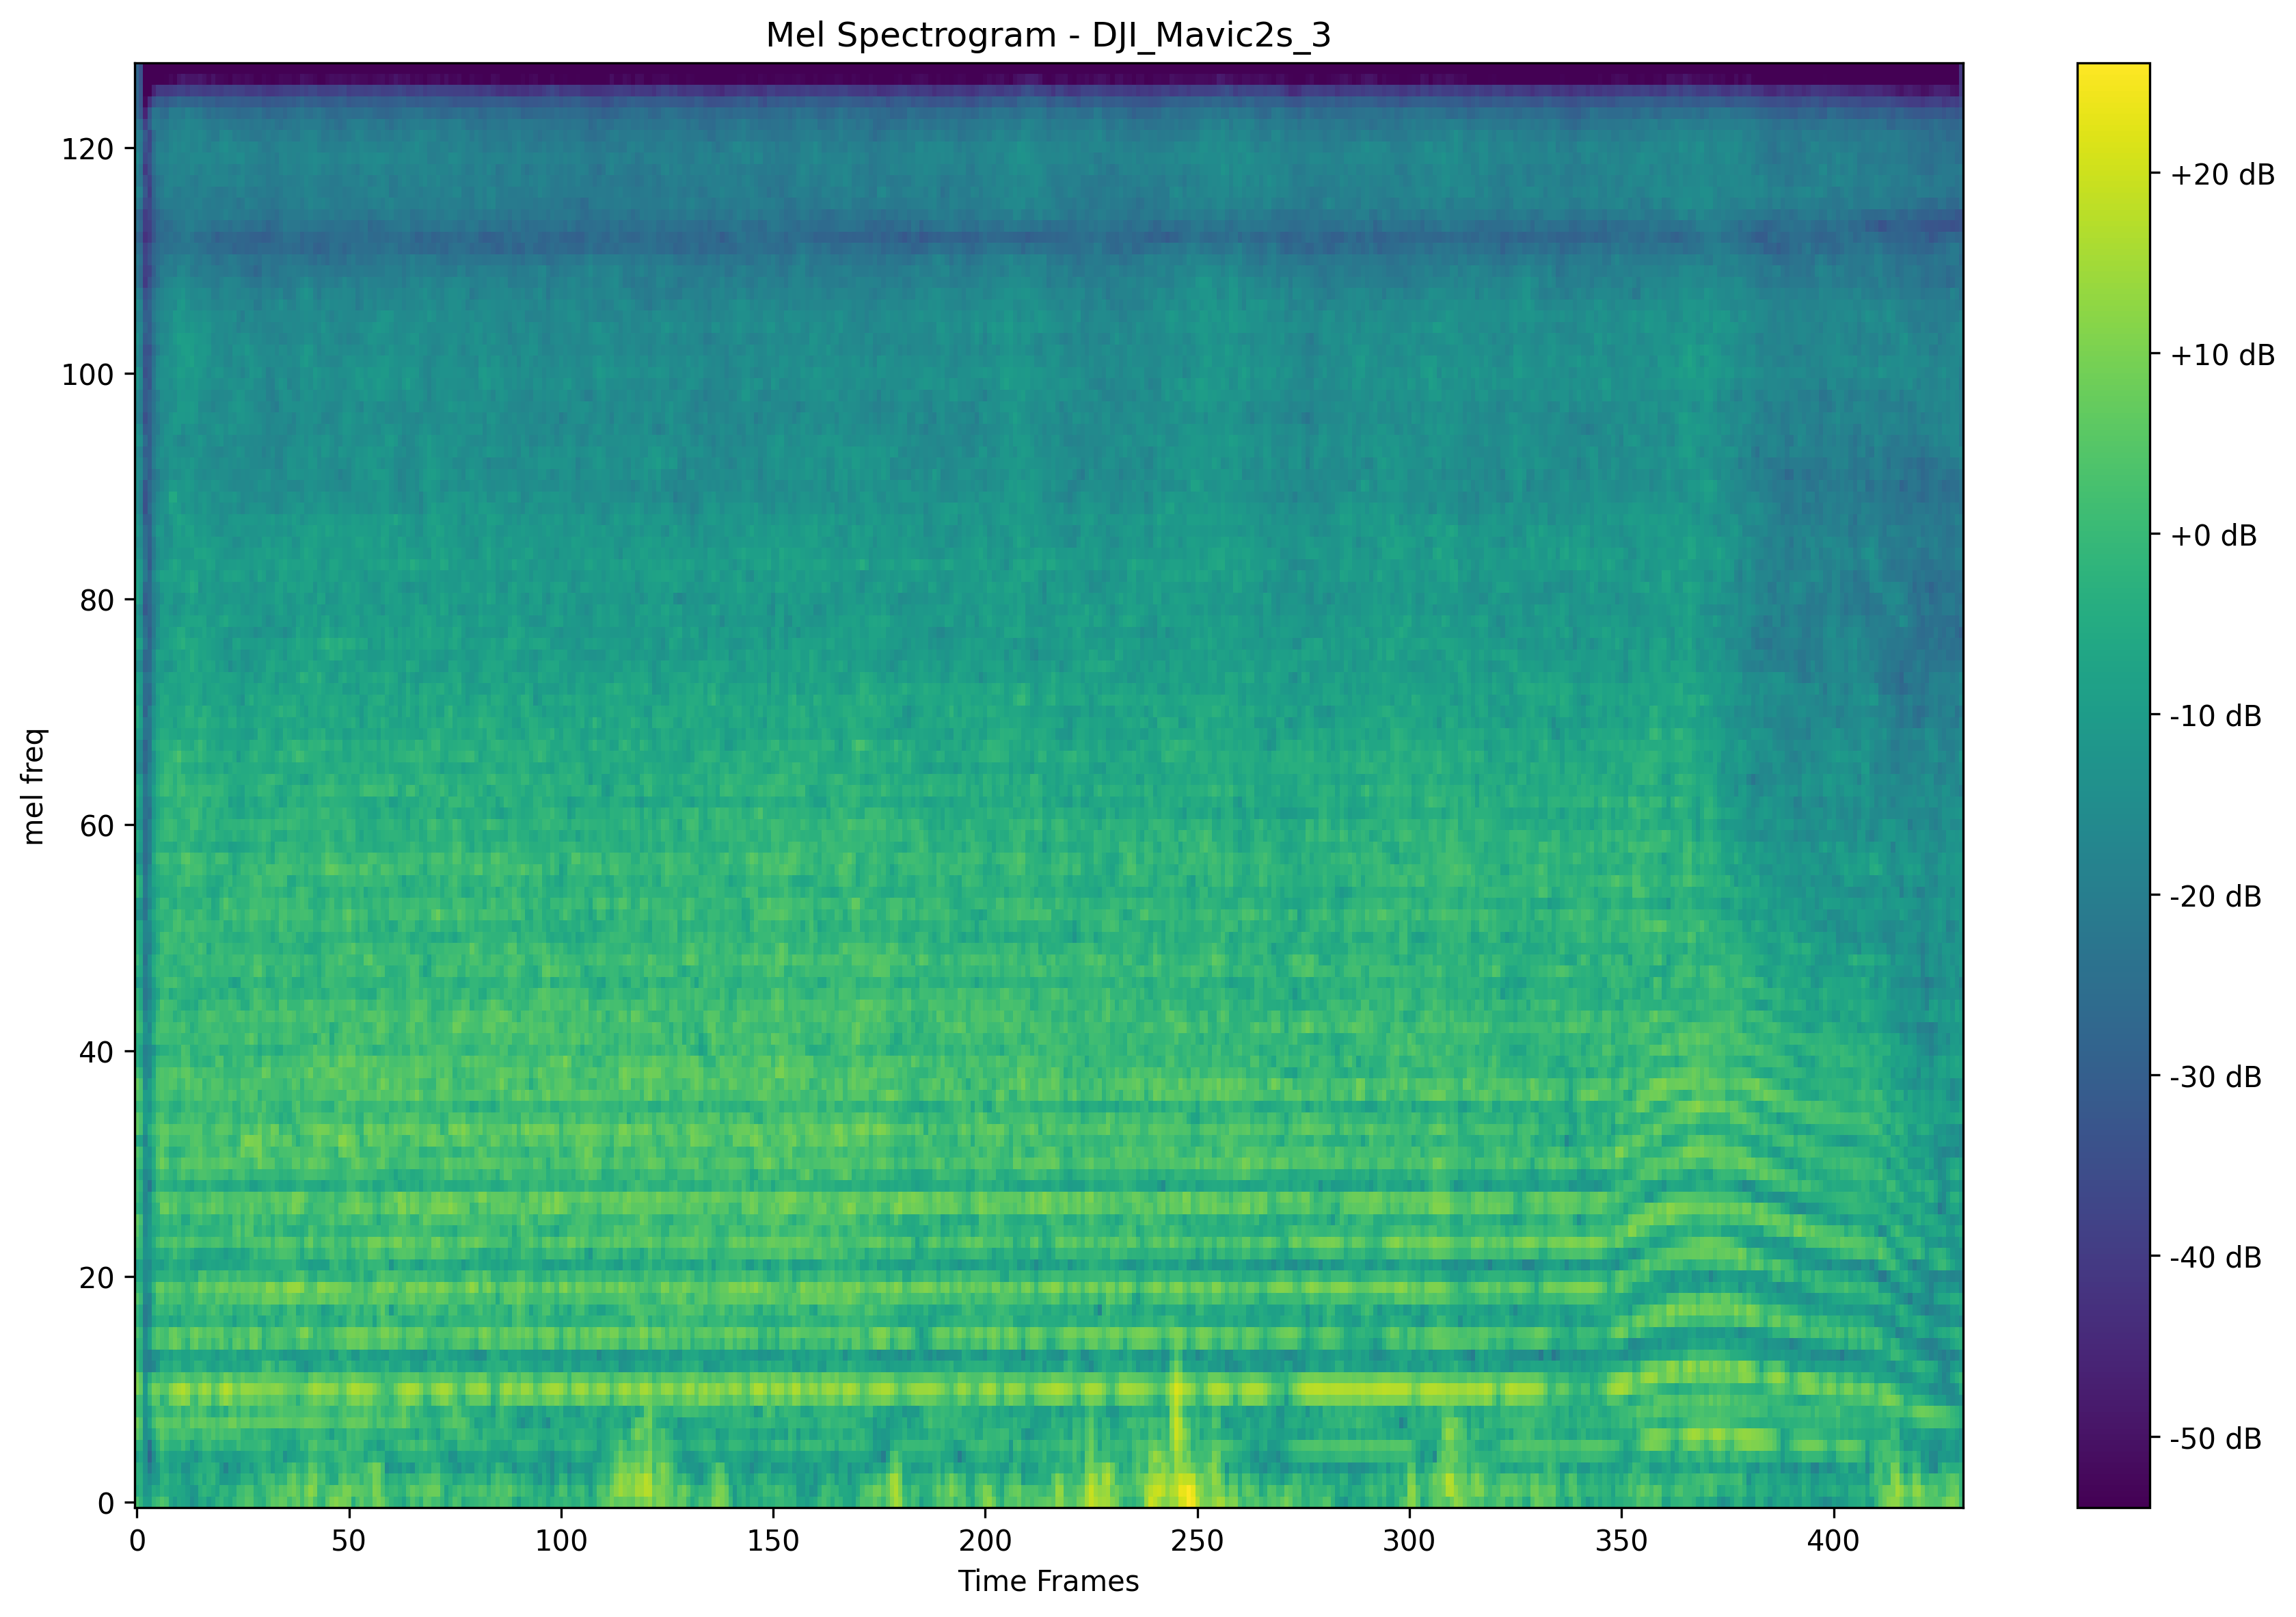 Mel Spectrogram - DJI_Mavic2s_3
120
100
80
60
40
20
0
mel freq
0
50
100
150
200
250
300
350
400
Time Frames
+20 dB
+10 dB
+0 dB
-10 dB
-20 dB
-30 dB
-40 dB
-50 dB